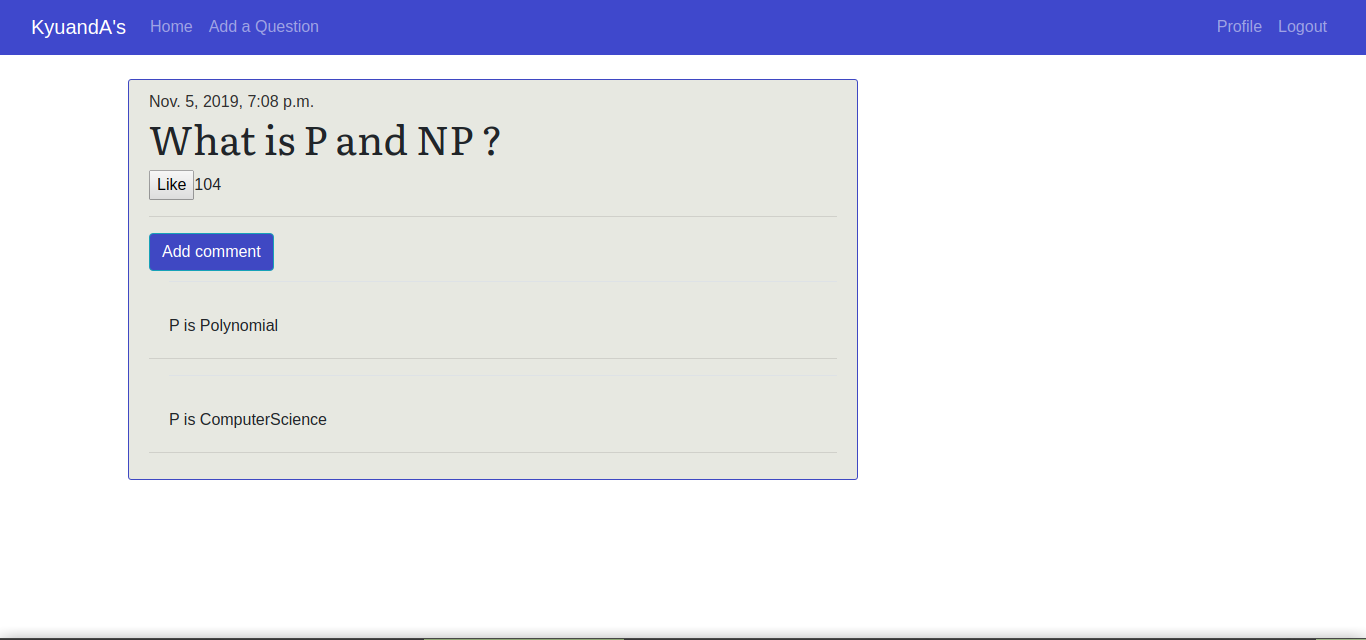 KyuandA's Home Add a Question Profile Logout
Nov. 5, 2019, 7:08 p.m.
What is P and NP ?
Like 104
Add comment
P is Polynomial
P is ComputerScience